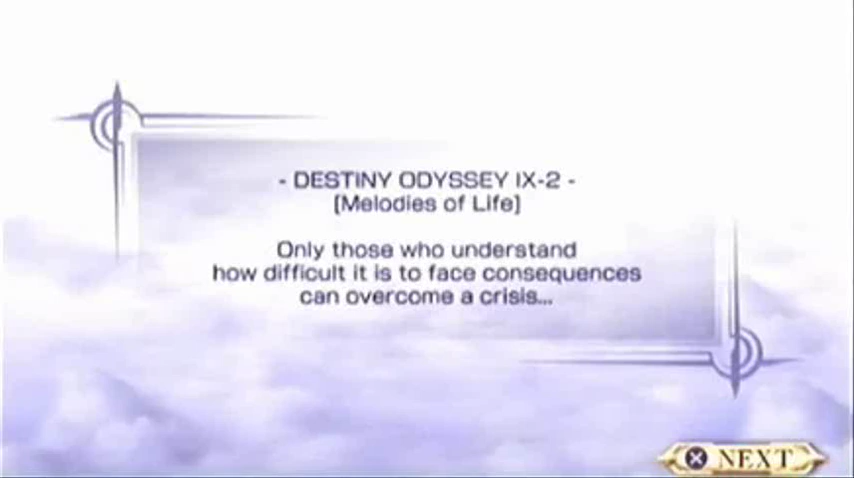 - DESTINY ODYSSEY IX-2 -
[Melodies of Life]
Only those who understand
how difficult it is to face consequences
can overcome a crisis...
NEXT